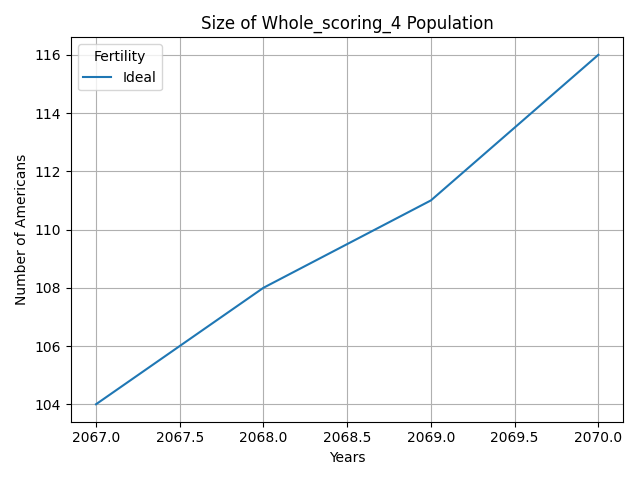 Size of Whole_scoring_4 Population
Fertility
Ideal
Number of Americans
116
114
112
110
108
106
104
2067.0 2067.5 2068.0 2068.5 2069.0 2069.5 2070.0
Years